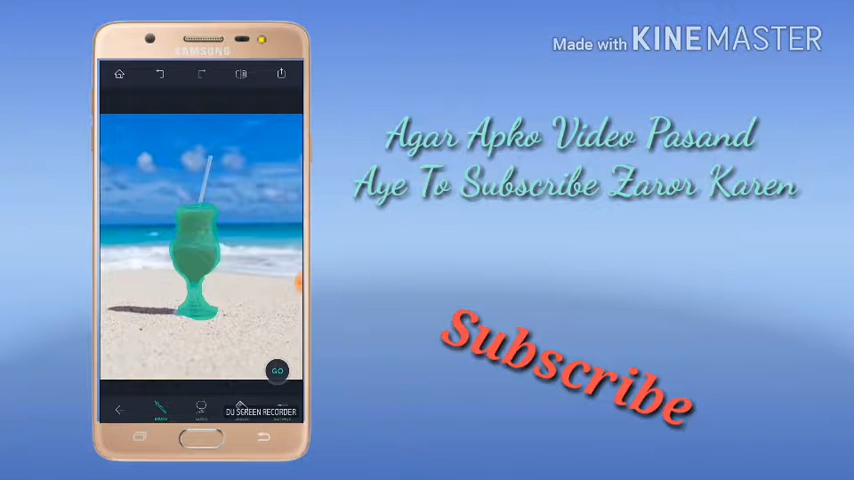 Made with KINEMASTER
SAMSUNG
Agar Apko Video Pasand
Aye To Subscribe Zaror Karen
GO
DU SCREEN RECORDER
Subscribe